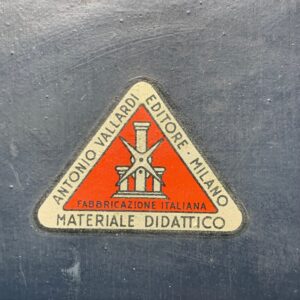 ANTONIO VALLARDI EDITORE - MILANO
FABBRICAZIONE ITALIANA
MATERIALE DIDATTICO